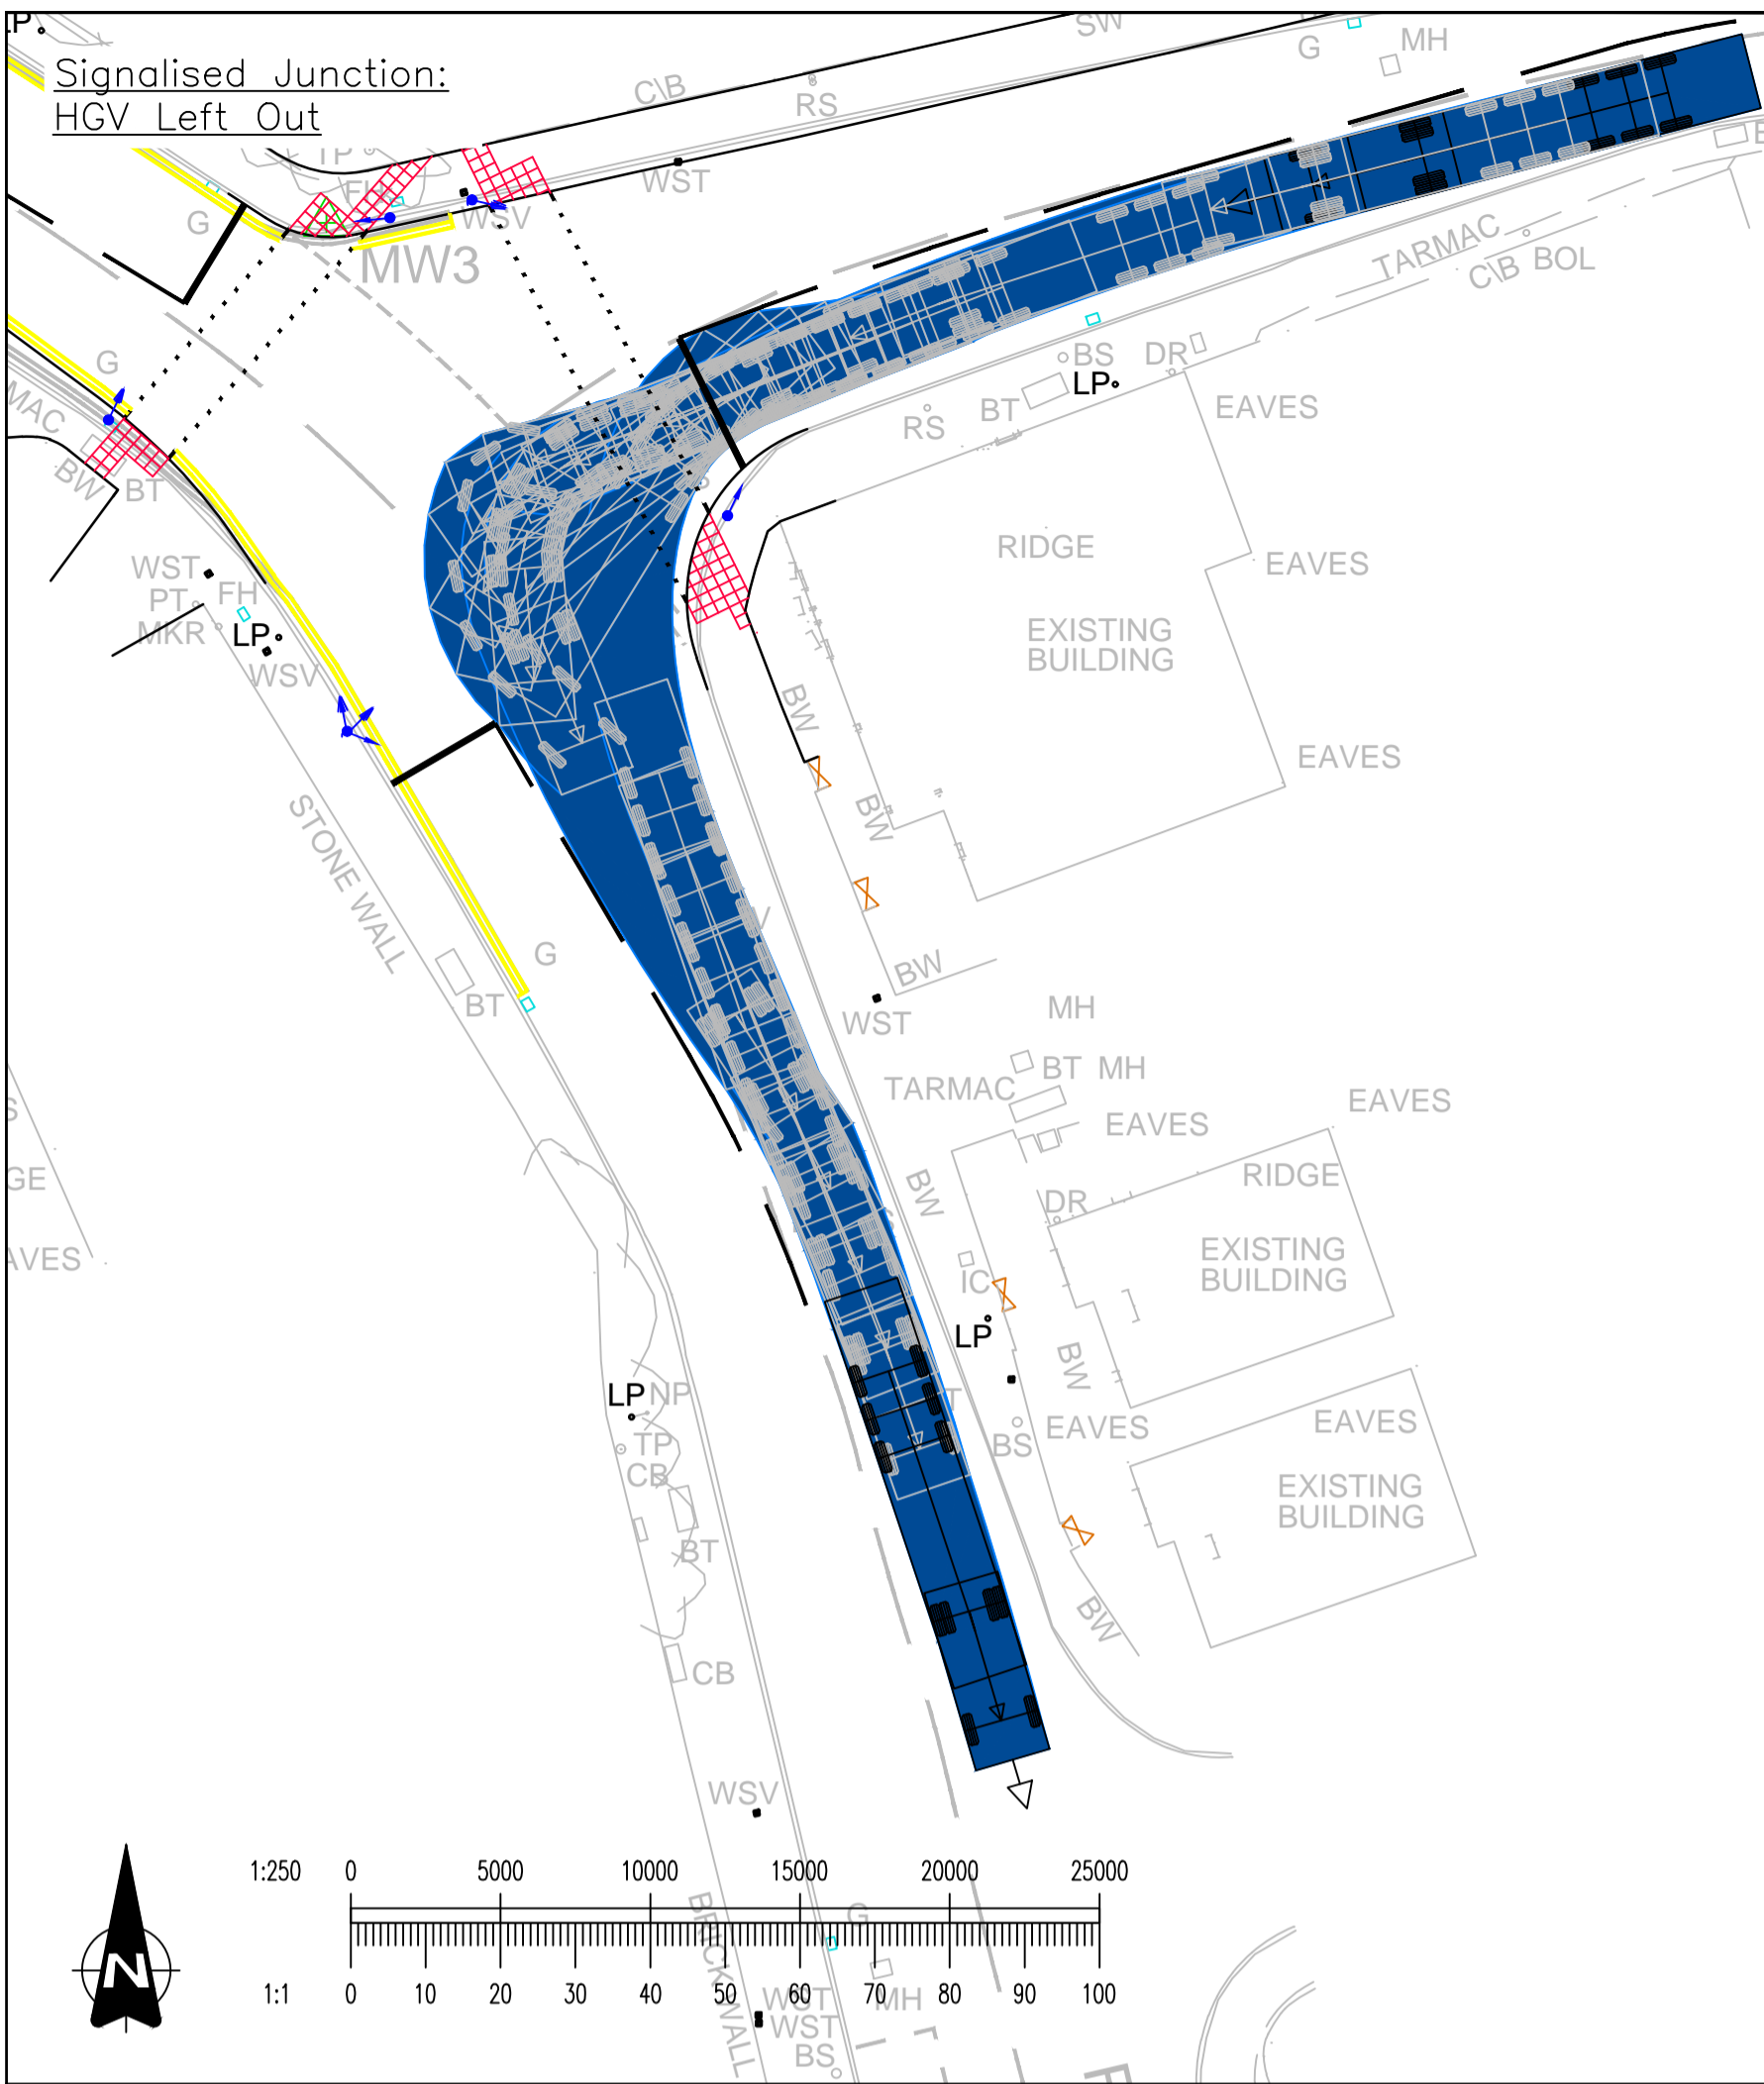 LP
Signalised Junction:
HGV Left Out
C\B
SW
G
MH
RS
TP
FH
WST
G
WSV
MW3
TARMAC
C\B
BOL
G
BS
DR
LP
RS
BT
EAVES
MAC
BW
BT
RIDGE
EAVES
WST
PT
FH
MKR
LP
WSV
EXISTING
BUILDING
BW
EAVES
BW
STONE WALL
G
BW
BT
WST
MH
BT
MH
TARMAC
EAVES
EAVES
RIDGE
GE
BW
DR
AVES
EXISTING
BUILDING
IC
LP
BW
LP
NP
EAVES
EAVES
TP
BS
CB
EXISTING
BUILDING
BT
BW
CB
WSV
1:250
0
5000
10000
15000
20000
25000
BRICK WALL
G
N
1:1
0
10
20
30
40
50
60
70
80
90
100
WST
MH
WST
BS